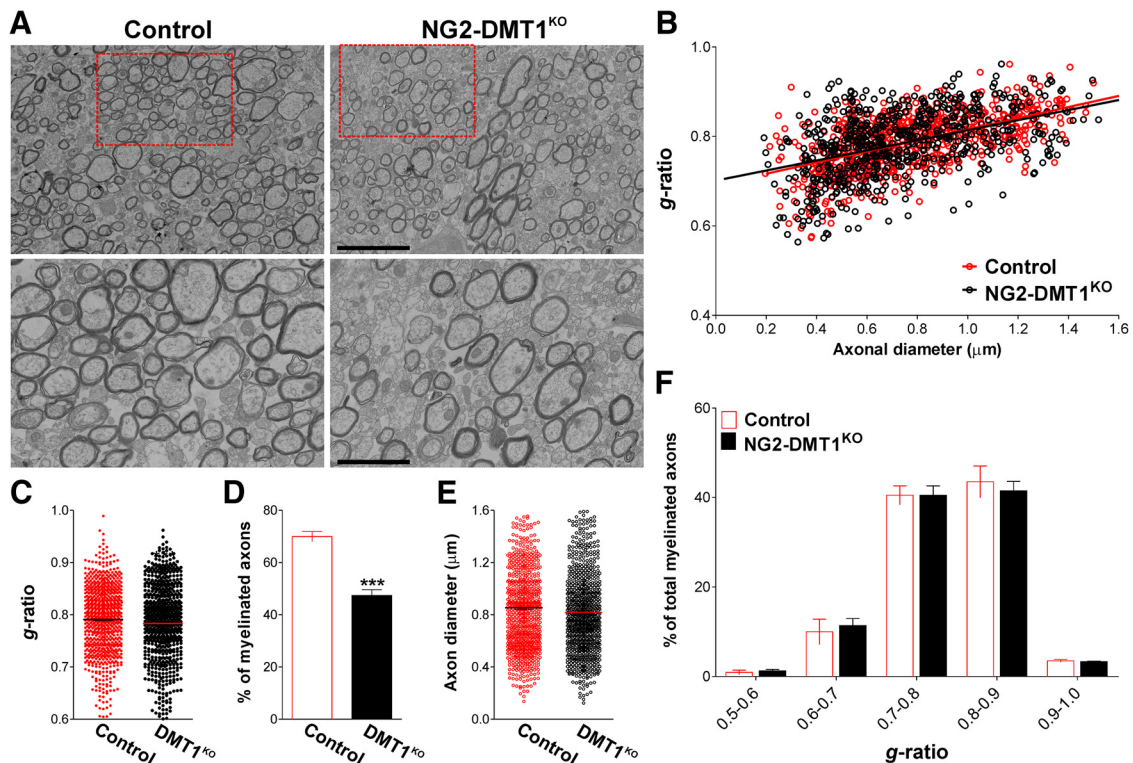 A
Control
NG2-DMT1KO
B
g-ratio
1.0
0.8
0.6
0.4
0.0 0.2 0.4 0.6 0.8 1.0 1.2 1.4 1.6
Axonal diameter (μm)
Control
NG2-DMT1KO
C
g-ratio
1.0
0.9
0.8
0.7
0.6
Control
DMT1KO
D
% of myelinated axons
80
60
40
20
0
***
Control
DMT1KO
E
Axon diameter (μm)
1.6
1.2
0.8
0.4
0.0
Control
DMT1KO
F
% of total myelinated axons
60
40
20
0
Control
NG2-DMT1KO
0.5-0.6
0.6-0.7
0.7-0.8
0.8-0.9
0.9-1.0
g-ratio